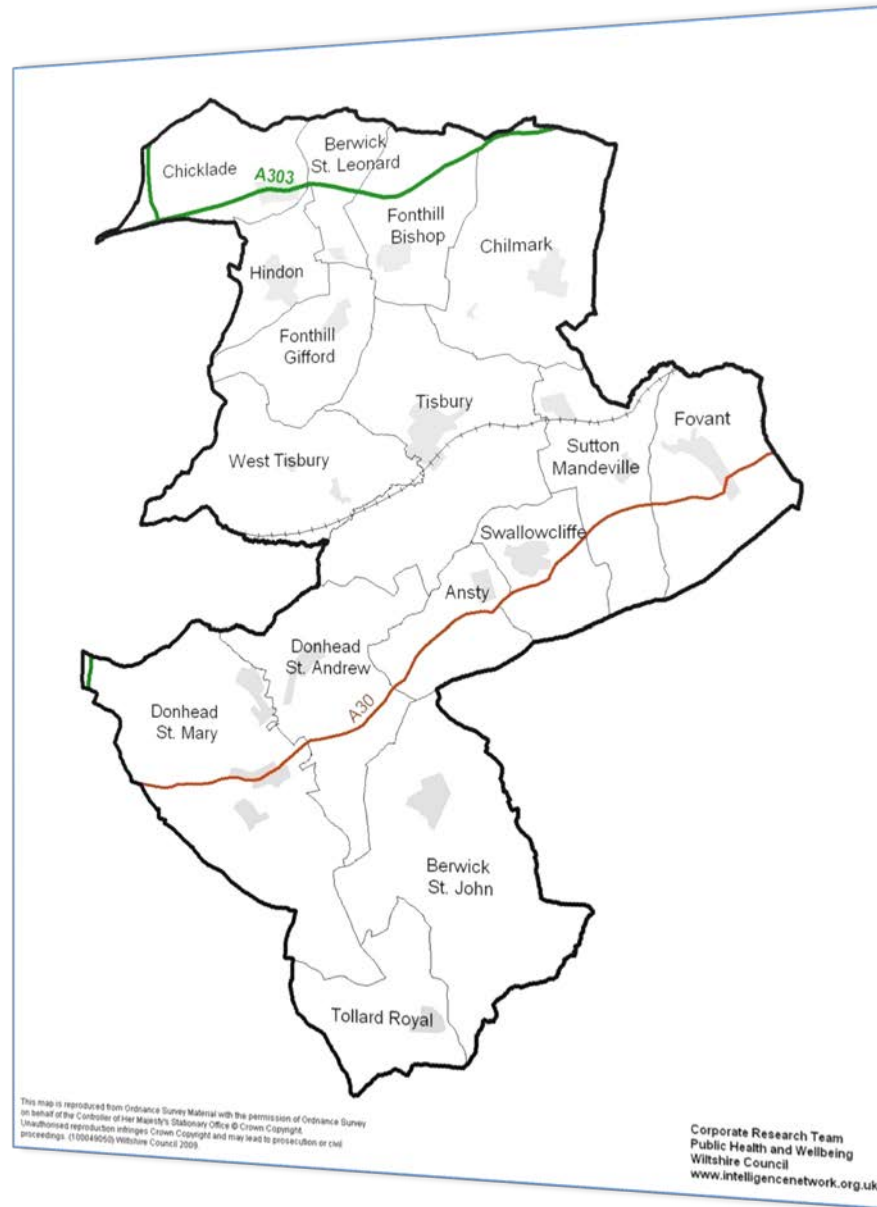 Chicklade
A303
Berwick
St. Leonard
Fonthill
Bishop
Chilmark
Hindon
Fonthill
Gifford
Tisbury
West Tisbury
Sutton
Mandeville
Fovant
Swallowcliffe
Ansty
Donhead
St. Andrew
Donhead
St. Mary
A30
Berwick
St. John
Tollard Royal
This map is reproduced from Ordnance Survey Material with the permission of Ordnance Survey
on behalf of the Controller of Her Majesty's Stationary Office © Crown Copyright.
Unauthorised reproduction infringes Crown Copyright and may lead to prosecution or civil
proceedings. (100049050) Wiltshire Council 2009.
Corporate Research Team
Public Health and Wellbeing
Wiltshire Council
www.intelligencenetwork.org.uk